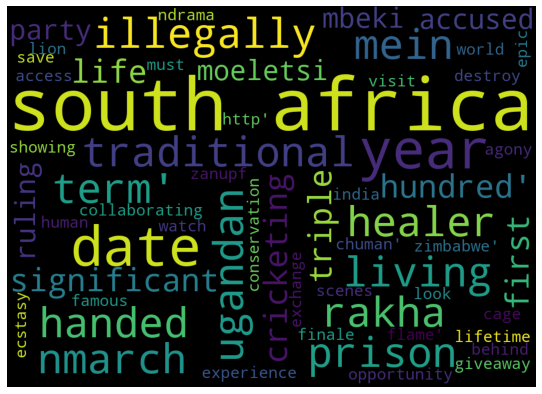 ndrama
party illegally mbeki accused
lion mein world epic
save life moeletsi
access must visit destroy
south africa
http'
showing traditional year agony
zanupf
term' ugandan cricketing triple india hundred'
collaborating
ruling human watch conservation healer first
date chuman' zimbabwe'
significant exchange living
scenes look
famous rakha cage
handed finale flame' lifetime
ecstasy nmarch prison behind
giveaway
experience opportunity